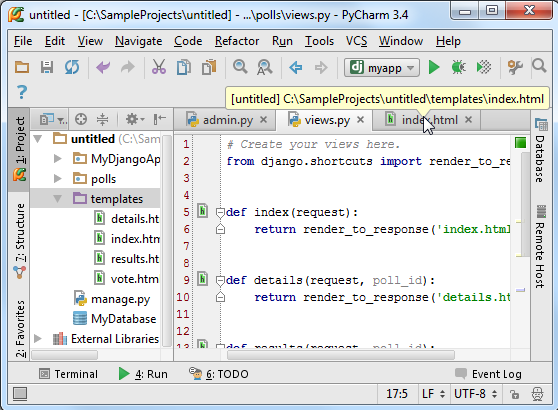 untitled - [C:\SampleProjects\untitled] - ...\polls\views.py - PyCharm 3.4
File Edit View Navigate Code Refactor Run Tools VCS Window Help
dj myapp
?
[untitled] C:\SampleProjects\untitled\templates\index.html
admin.py views.py index.html
1: Project
7: Structure
2: Favorites
untitled (C:\Sam
MyDjangoAp
polls
templates
details.ht
index.htm
results.ht
vote.htm
manage.py
MyDatabase
External Libraries
1 # Create your views here.
2 from django.shortcuts import render_to_re
3
4
5 def index(request):
6 return render_to_response('index.html
7
8
9 def details(request, poll_id):
10 return render_to_response('details.ht
11
12
13 def results(request, poll_id):
Database
Remote Host
Terminal 4: Run 6: TODO Event Log
17:5 LF UTF-8